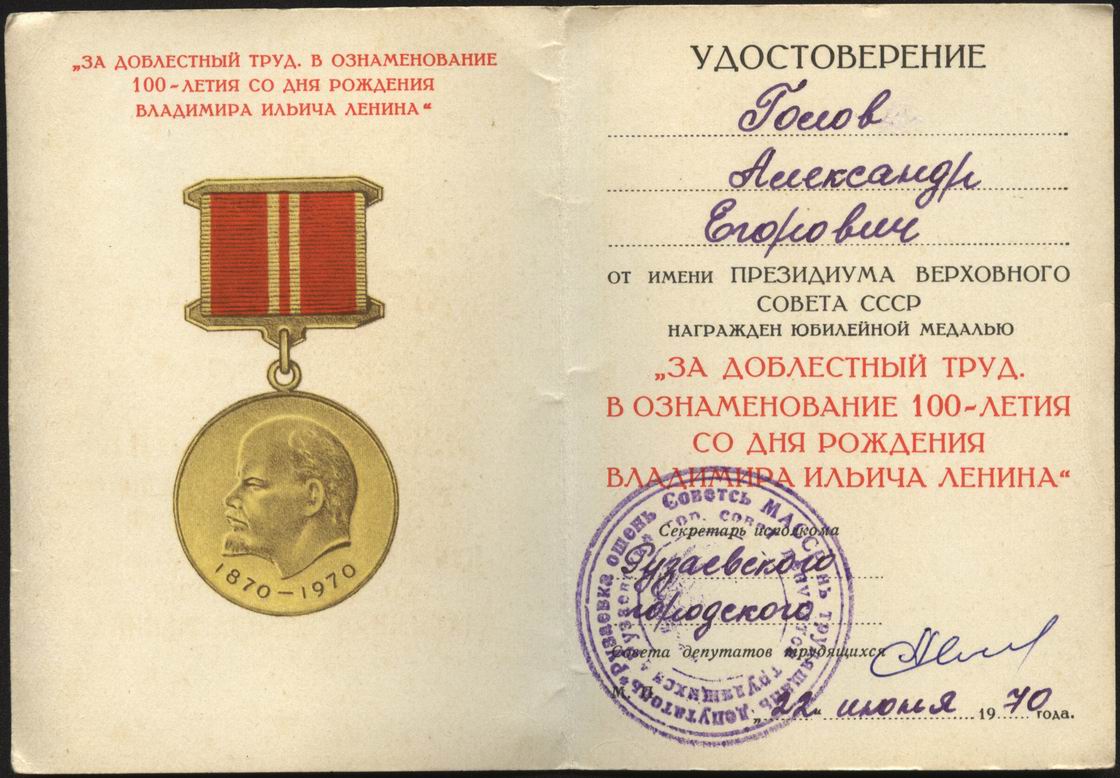 „ЗА ДОБЛЕСТНЫЙ ТРУД. В ОЗНАМЕНОВАНИЕ
100-ЛЕТИЯ СО ДНЯ РОЖДЕНИЯ
ВЛАДИМИРА ИЛЬИЧА ЛЕНИНА“
1870–1970
УДОСТОВЕРЕНИЕ
Голов
Александр
Егорович
ОТ ИМЕНИ ПРЕЗИДИУМА ВЕРХОВНОГО
СОВЕТА СССР
НАГРАЖДЕН ЮБИЛЕЙНОЙ МЕДАЛЬЮ
„ЗА ДОБЛЕСТНЫЙ ТРУД.
В ОЗНАМЕНОВАНИЕ 100-ЛЕТИЯ
СО ДНЯ РОЖДЕНИЯ
ВЛАДИМИРА ИЛЬИЧА ЛЕНИНА“
Секретарь исполкома
Рузаевского
городского
Совета депутатов трудящихся
М. П.
„22“ июня 1970 года.